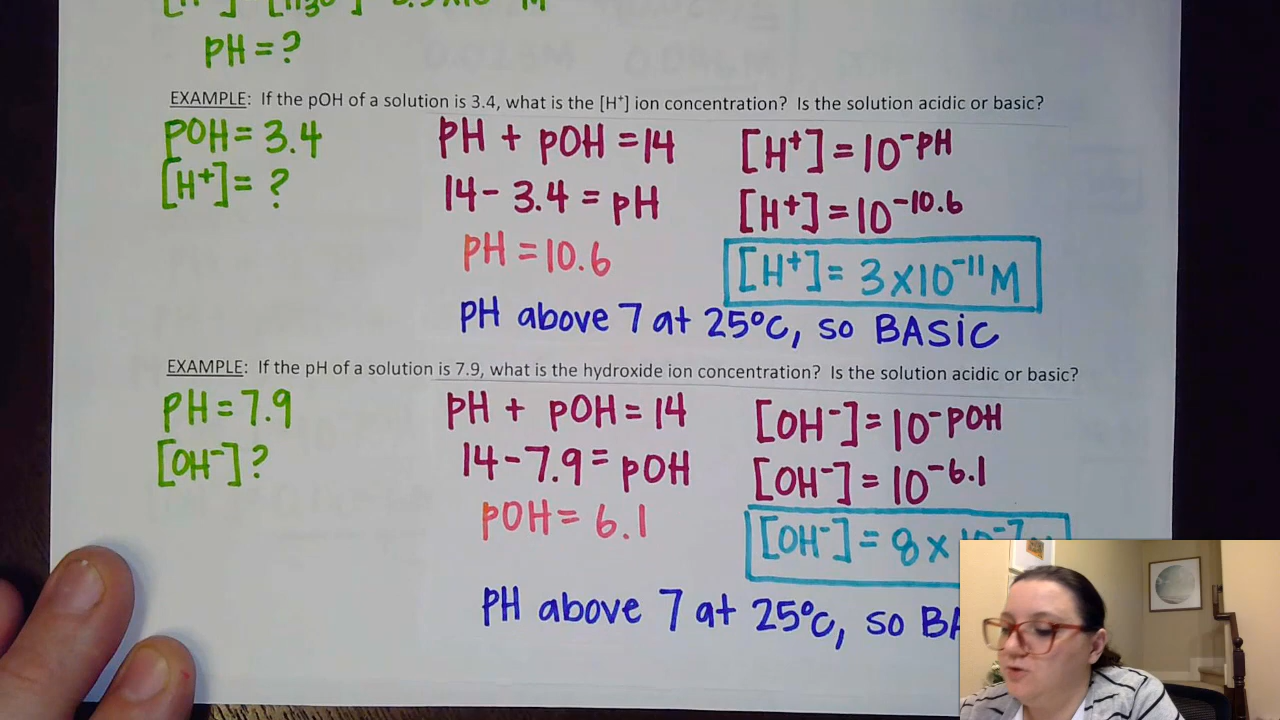 pH = ?
EXAMPLE: If the pOH of a solution is 3.4, what is the [H⁺] ion concentration? Is the solution acidic or basic?
pOH = 3.4
[H⁺] = ?
pH + pOH = 14
14 - 3.4 = pH
pH = 10.6
[H⁺] = 10⁻ᵖᴴ
[H⁺] = 10⁻¹⁰·⁶
[H⁺] = 3 x 10⁻¹¹ M
pH above 7 at 25°C, so BASIC
EXAMPLE: If the pH of a solution is 7.9, what is the hydroxide ion concentration? Is the solution acidic or basic?
pH = 7.9
[OH⁻] ?
pH + pOH = 14
14 - 7.9 = pOH
pOH = 6.1
[OH⁻] = 10⁻ᵖᴼᴴ
[OH⁻] = 10⁻⁶·¹
[OH⁻] = 8 x 10⁻⁷
pH above 7 at 25°C, so